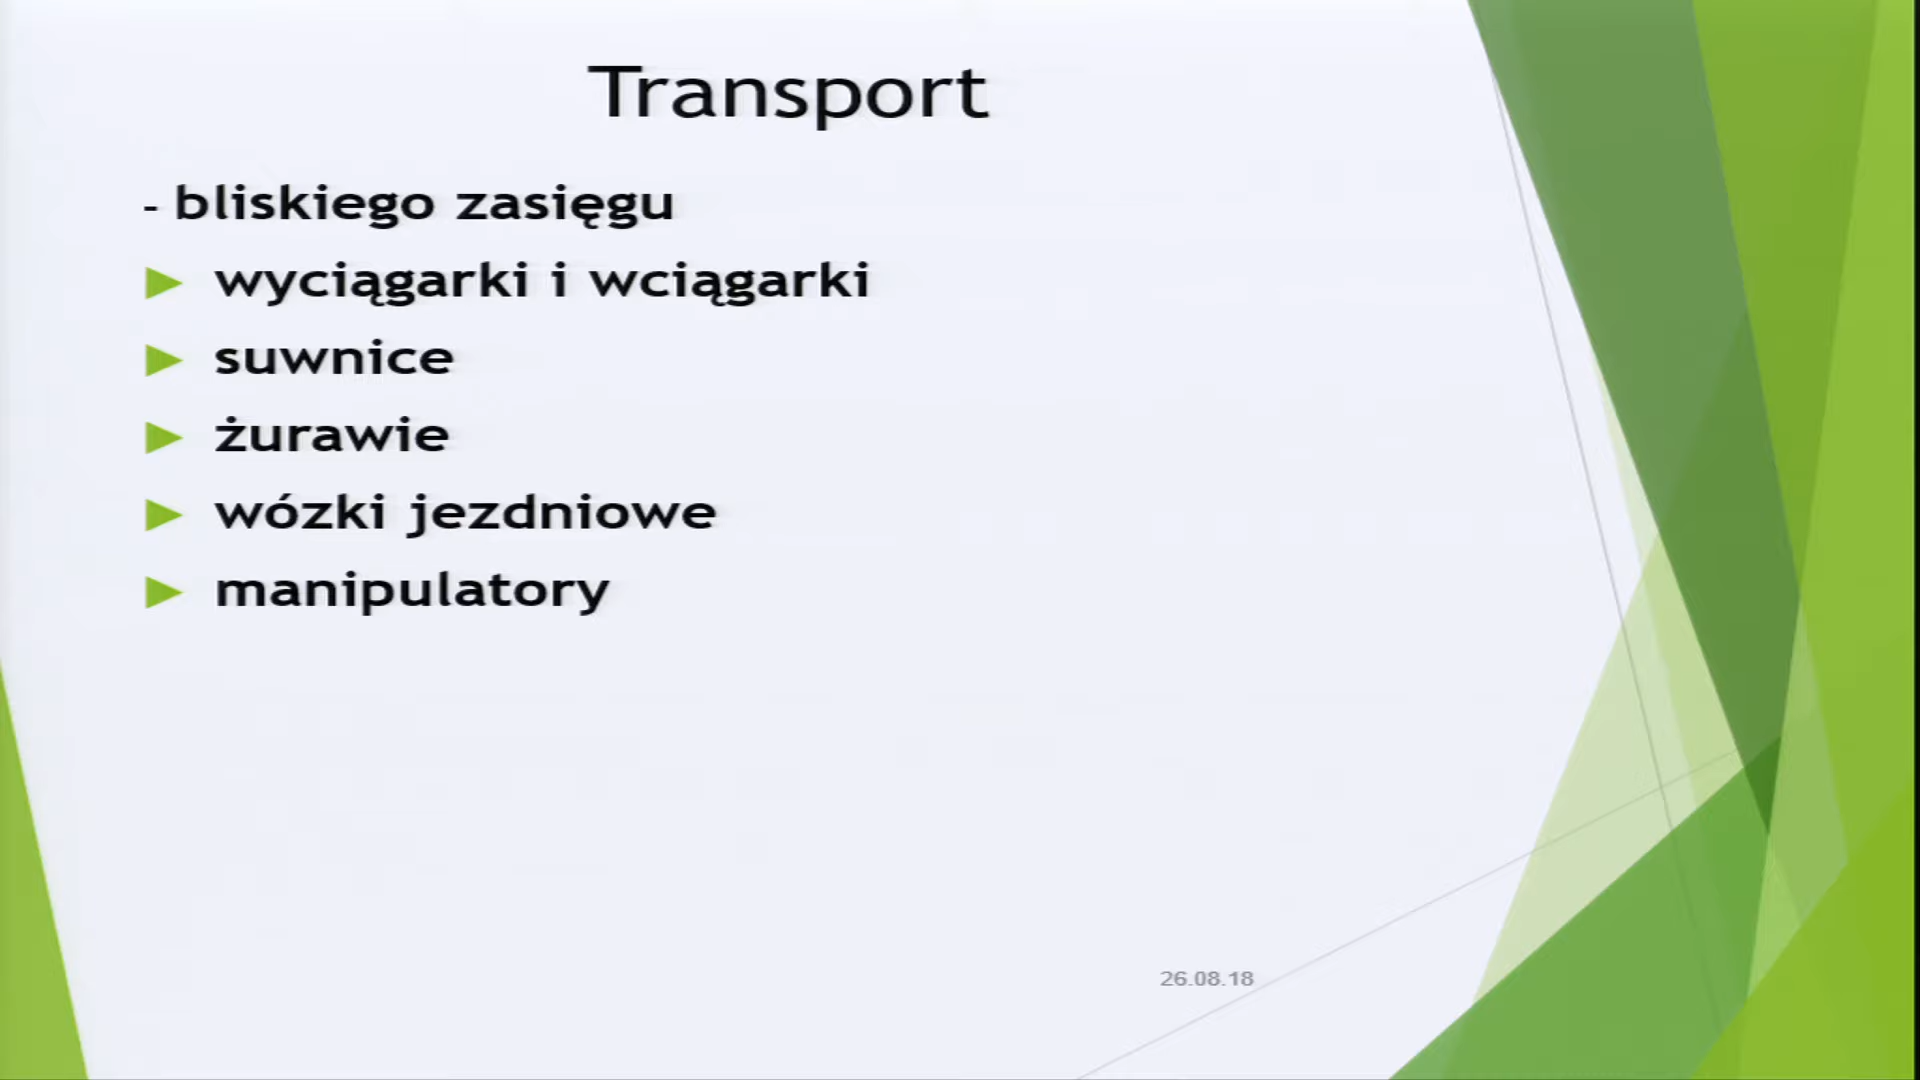 Transport
- bliskiego zasięgu
wyciągarki i wciągarki
suwnice
żurawie
wózki jezdniowe
manipulatory
26.08.18